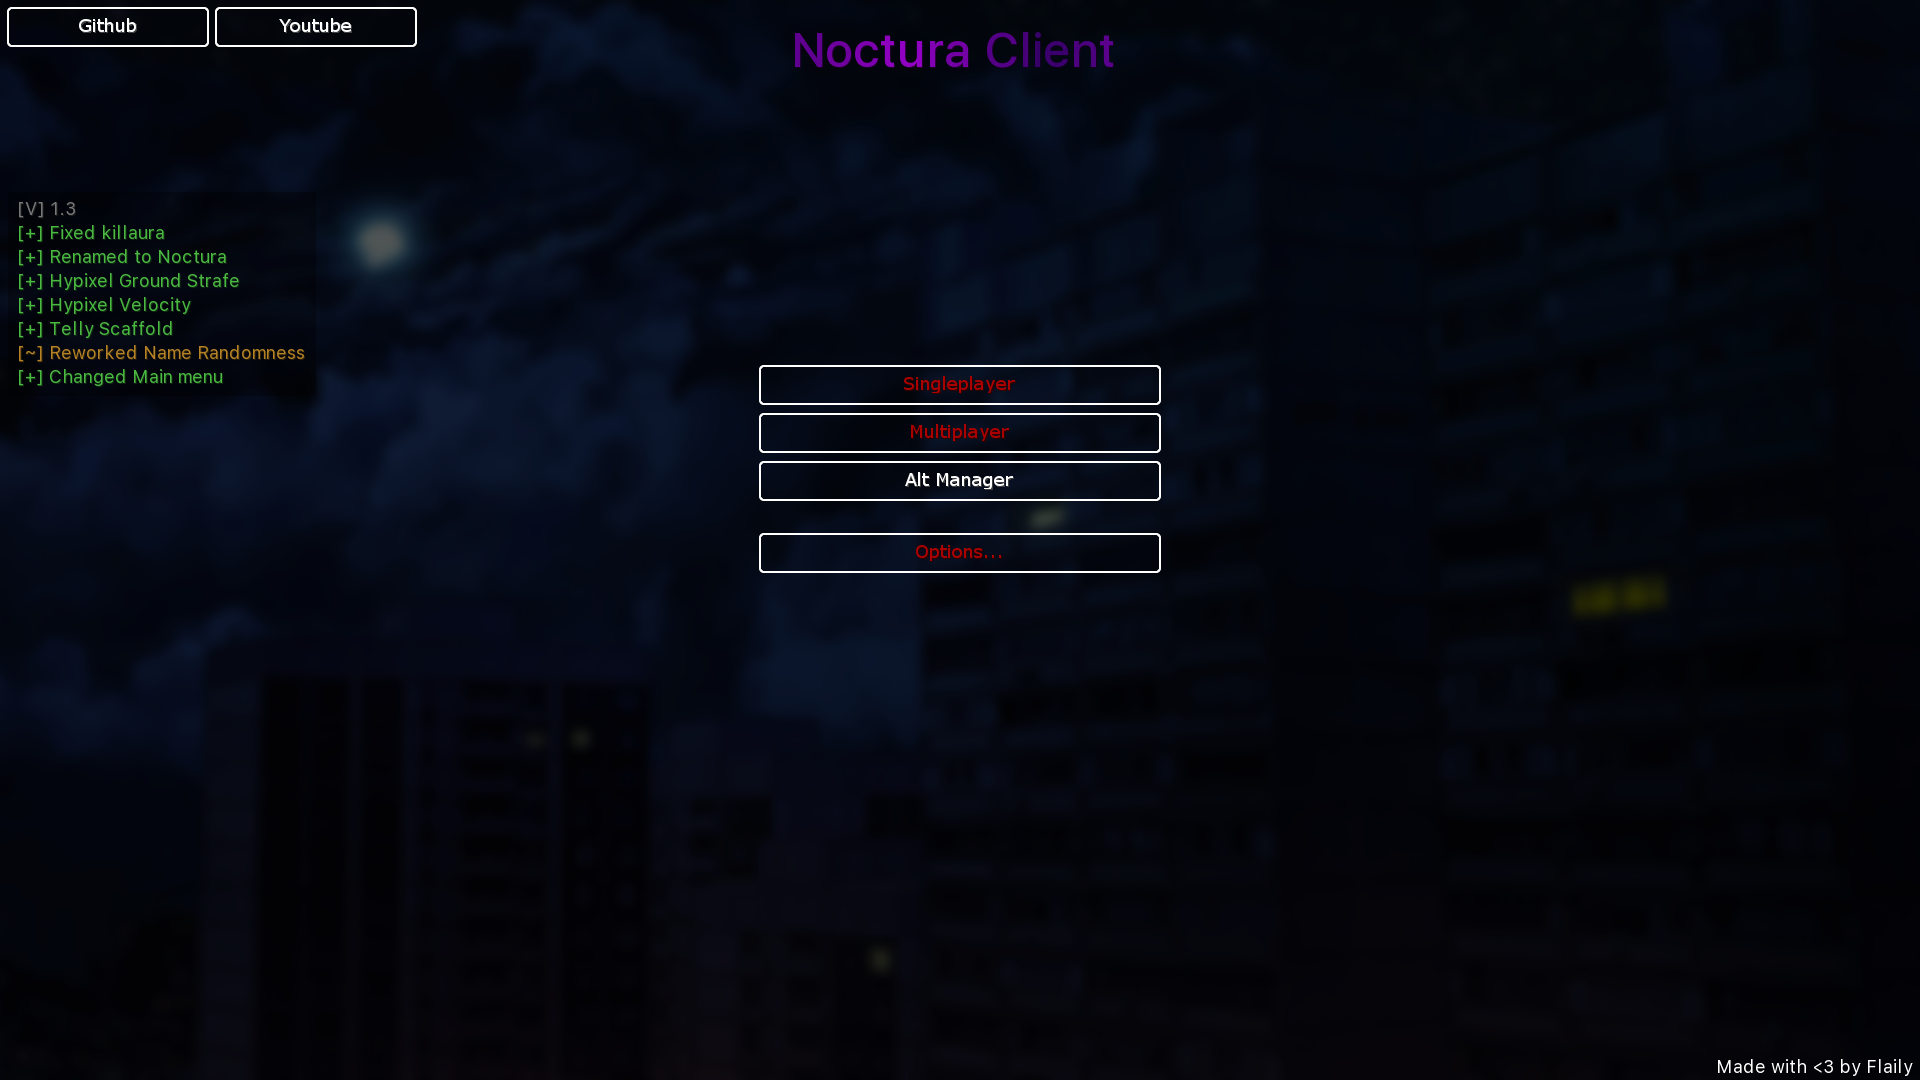 Github
Youtube
Noctura Client
[V] 1.3
[+] Fixed killaura
[+] Renamed to Noctura
[+] Hypixel Ground Strafe
[+] Hypixel Velocity
[+] Telly Scaffold
[~] Reworked Name Randomness
[+] Changed Main menu
Singleplayer
Multiplayer
Alt Manager
Options...
Made with <3 by Flaily